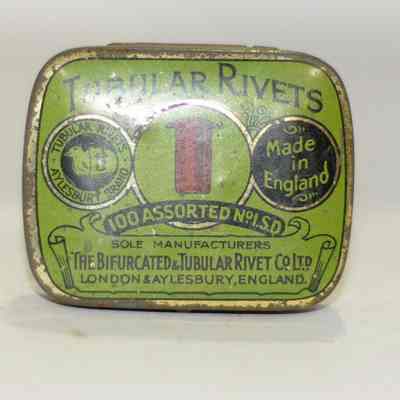 TUBULAR RIVETS
TUBULAR RIVETS
AYLESBURY BRAND
Made
in
England
100 ASSORTED No1.S.D
SOLE MANUFACTURERS
THE BIFURCATED & TUBULAR RIVET Co LTD
LONDON & AYLESBURY, ENGLAND.